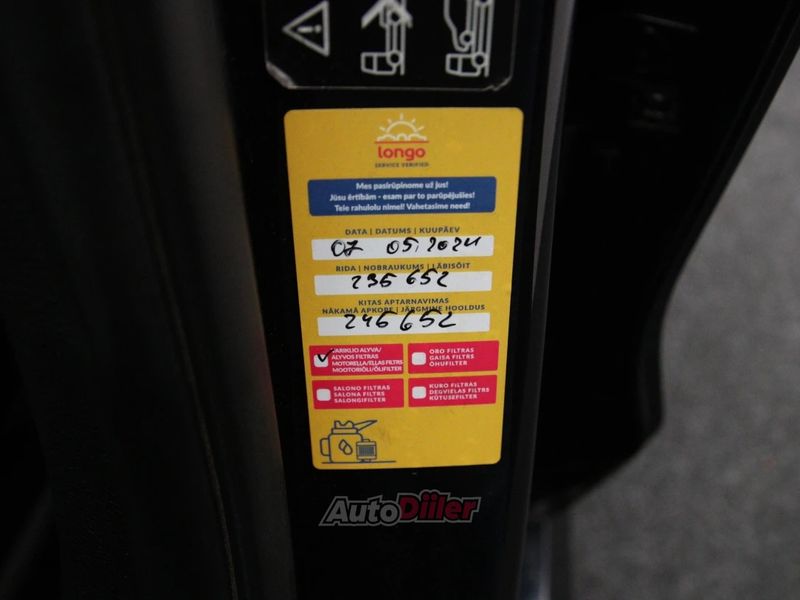 longo
SERVICE VERIFIED
Mes pasirūpinome už jus!
Jūsu ērtībām - esam par to parūpējušies!
Teie rahulolu nimel! Vahetasime need!
DATA | DATUMS | KUUPÄEV
07 05.2024
RIDA | NOBRAUKUMS | LÄBISÕIT
236 652
KITAS APTARNAVIMAS
NĀKAMĀ APKOPE | JÄRGMINE HOOLDUS
246652
VARIKLIO ALYVA/
ALYVOS FILTRAS
MOTOREĻĻA/EĻĻAS FILTRS
MOOTORIÕLI/ÕLIFILTER
ORO FILTRAS
GAISA FILTRS
ÕHUFILTER
SALONO FILTRAS
SALONA FILTRS
SALONGIFILTER
KURO FILTRAS
DEGVIELAS FILTRS
KÜTUSEFILTER
AutoDiiler